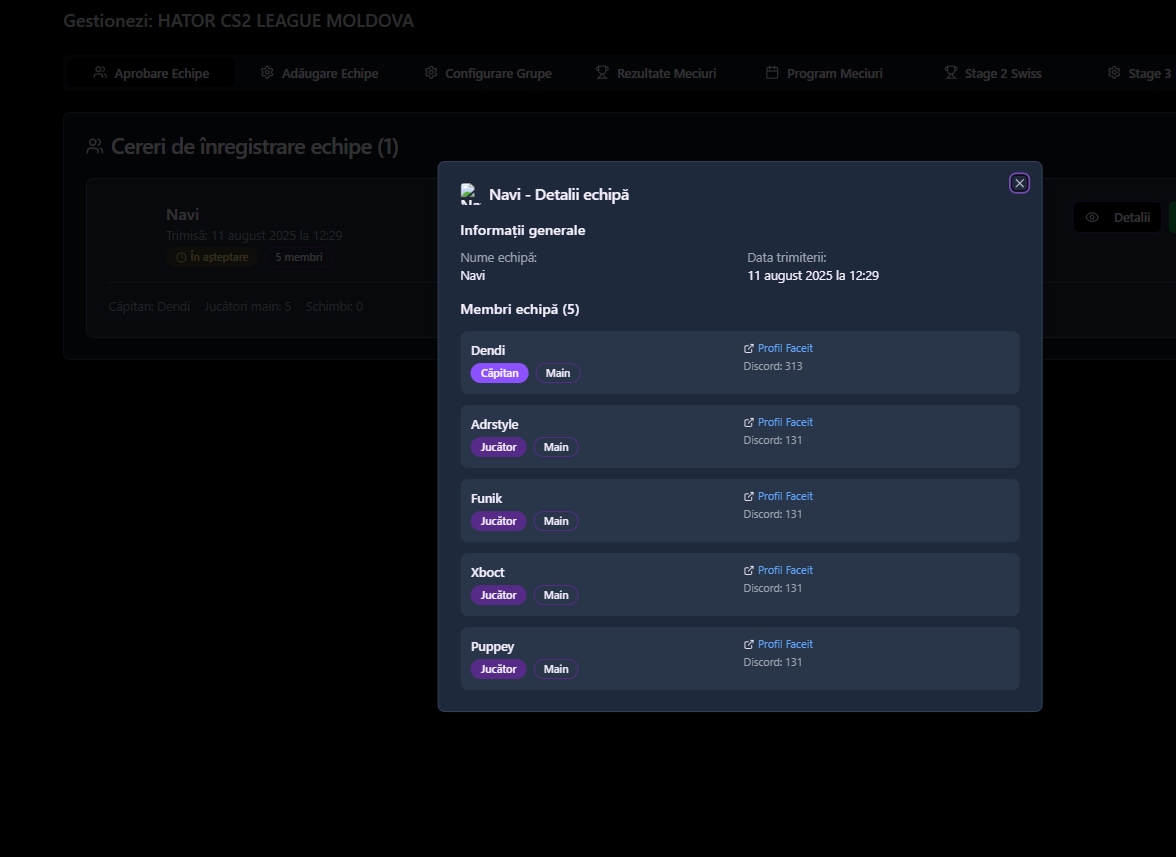 Gestionezi: HATOR CS2 LEAGUE MOLDOVA
Aprobare Echipe
Adăugare Echipe
Configurare Grupe
Rezultate Meciuri
Program Meciuri
Stage 2 Swiss
Stage 3
Cereri de înregistrare echipe (1)
Navi
Trimisă: 11 august 2025 la 12:29
În așteptare
5 membri
Căpitan: Dendi
Jucători main: 5
Schimbi: 0
Detalii
Navi - Detalii echipă
Informații generale
Nume echipă:
Navi
Data trimiterii:
11 august 2025 la 12:29
Membri echipă (5)
Dendi
Căpitan
Main
Profil Faceit
Discord: 313
Adrstyle
Jucător
Main
Profil Faceit
Discord: 131
Funik
Jucător
Main
Profil Faceit
Discord: 131
Xboct
Jucător
Main
Profil Faceit
Discord: 131
Puppey
Jucător
Main
Profil Faceit
Discord: 131